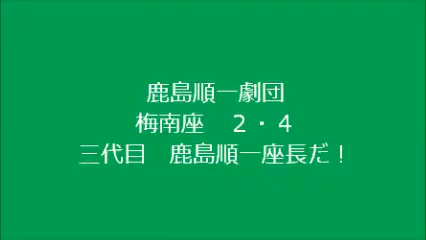 鹿島順一劇団
梅南座　２・４
三代目　鹿島順一座長だ！